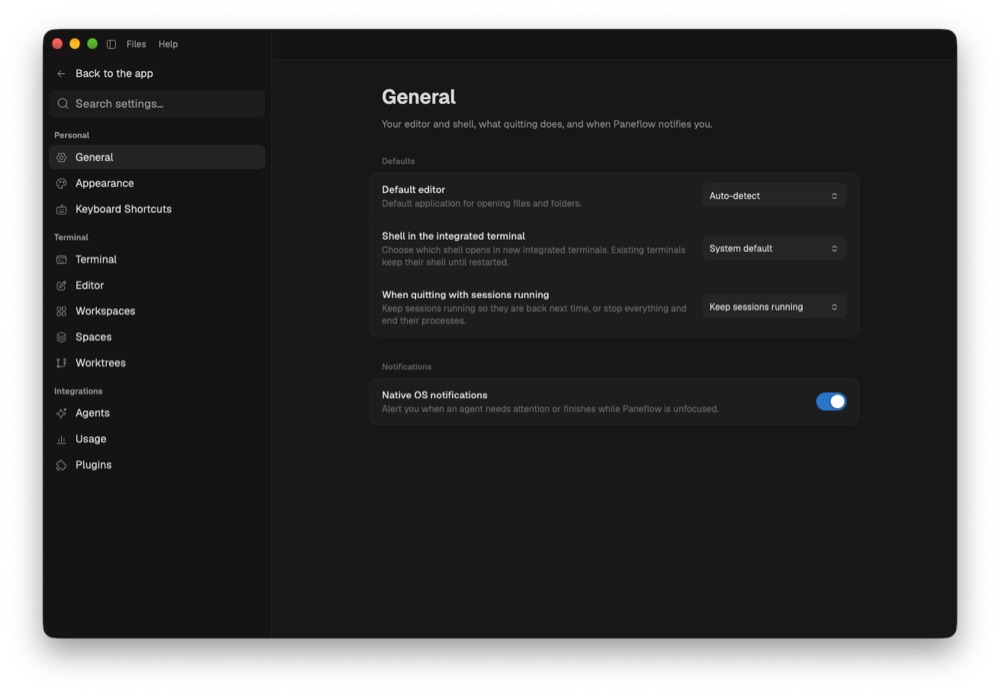 Files Help
Back to the app
Search settings...
Personal
General
Appearance
Keyboard Shortcuts
Terminal
Terminal
Editor
Workspaces
Spaces
Worktrees
Integrations
Agents
Usage
Plugins
General
Your editor and shell, what quitting does, and when Paneflow notifies you.
Defaults
Default editor
Default application for opening files and folders.
Auto-detect
Shell in the integrated terminal
Choose which shell opens in new integrated terminals. Existing terminals
keep their shell until restarted.
System default
When quitting with sessions running
Keep sessions running so they are back next time, or stop everything and
end their processes.
Keep sessions running
Notifications
Native OS notifications
Alert you when an agent needs attention or finishes while Paneflow is unfocused.